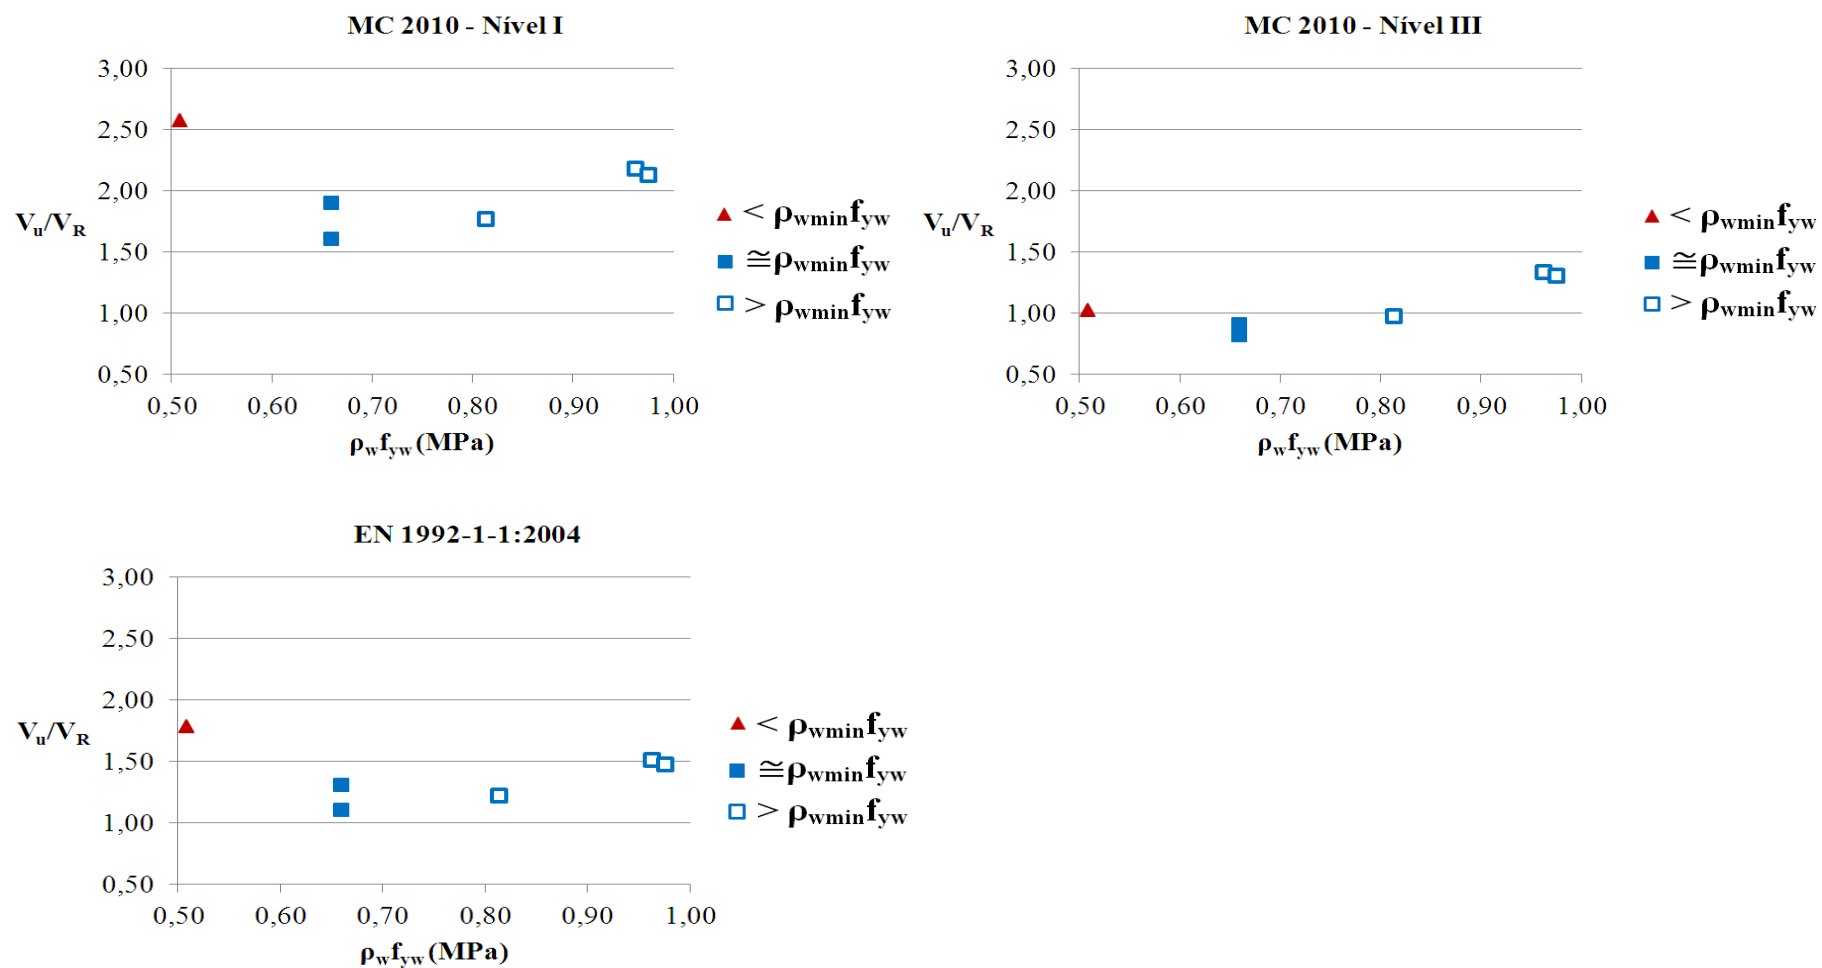 MC 2010 - Nível I
3,00
2,50
2,00
1,50
1,00
0,50
Vu/VR
0,50 0,60 0,70 0,80 0,90 1,00
ρwfyw (MPa)
< ρwminfyw
≅ρwminfyw
> ρwminfyw
MC 2010 - Nível III
3,00
2,50
2,00
1,50
1,00
0,50
Vu/VR
0,50 0,60 0,70 0,80 0,90 1,00
ρwfyw (MPa)
< ρwminfyw
≅ρwminfyw
> ρwminfyw
EN 1992-1-1:2004
3,00
2,50
2,00
1,50
1,00
0,50
Vu/VR
0,50 0,60 0,70 0,80 0,90 1,00
ρwfyw (MPa)
< ρwminfyw
≅ρwminfyw
> ρwminfyw